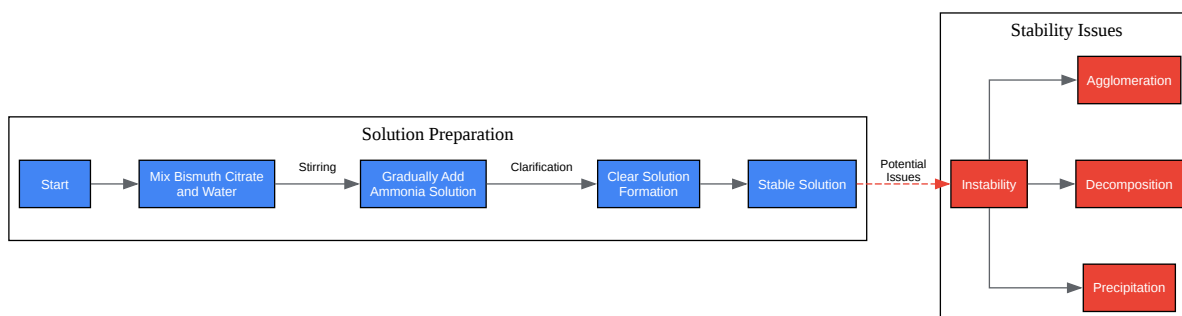 Stability Issues
Agglomeration
Solution Preparation
Start
Mix Bismuth Citrate
and Water
Stirring
Gradually Add
Ammonia Solution
Clarification
Clear Solution
Formation
Stable Solution
Potential
Issues
Instability
Decomposition
Precipitation